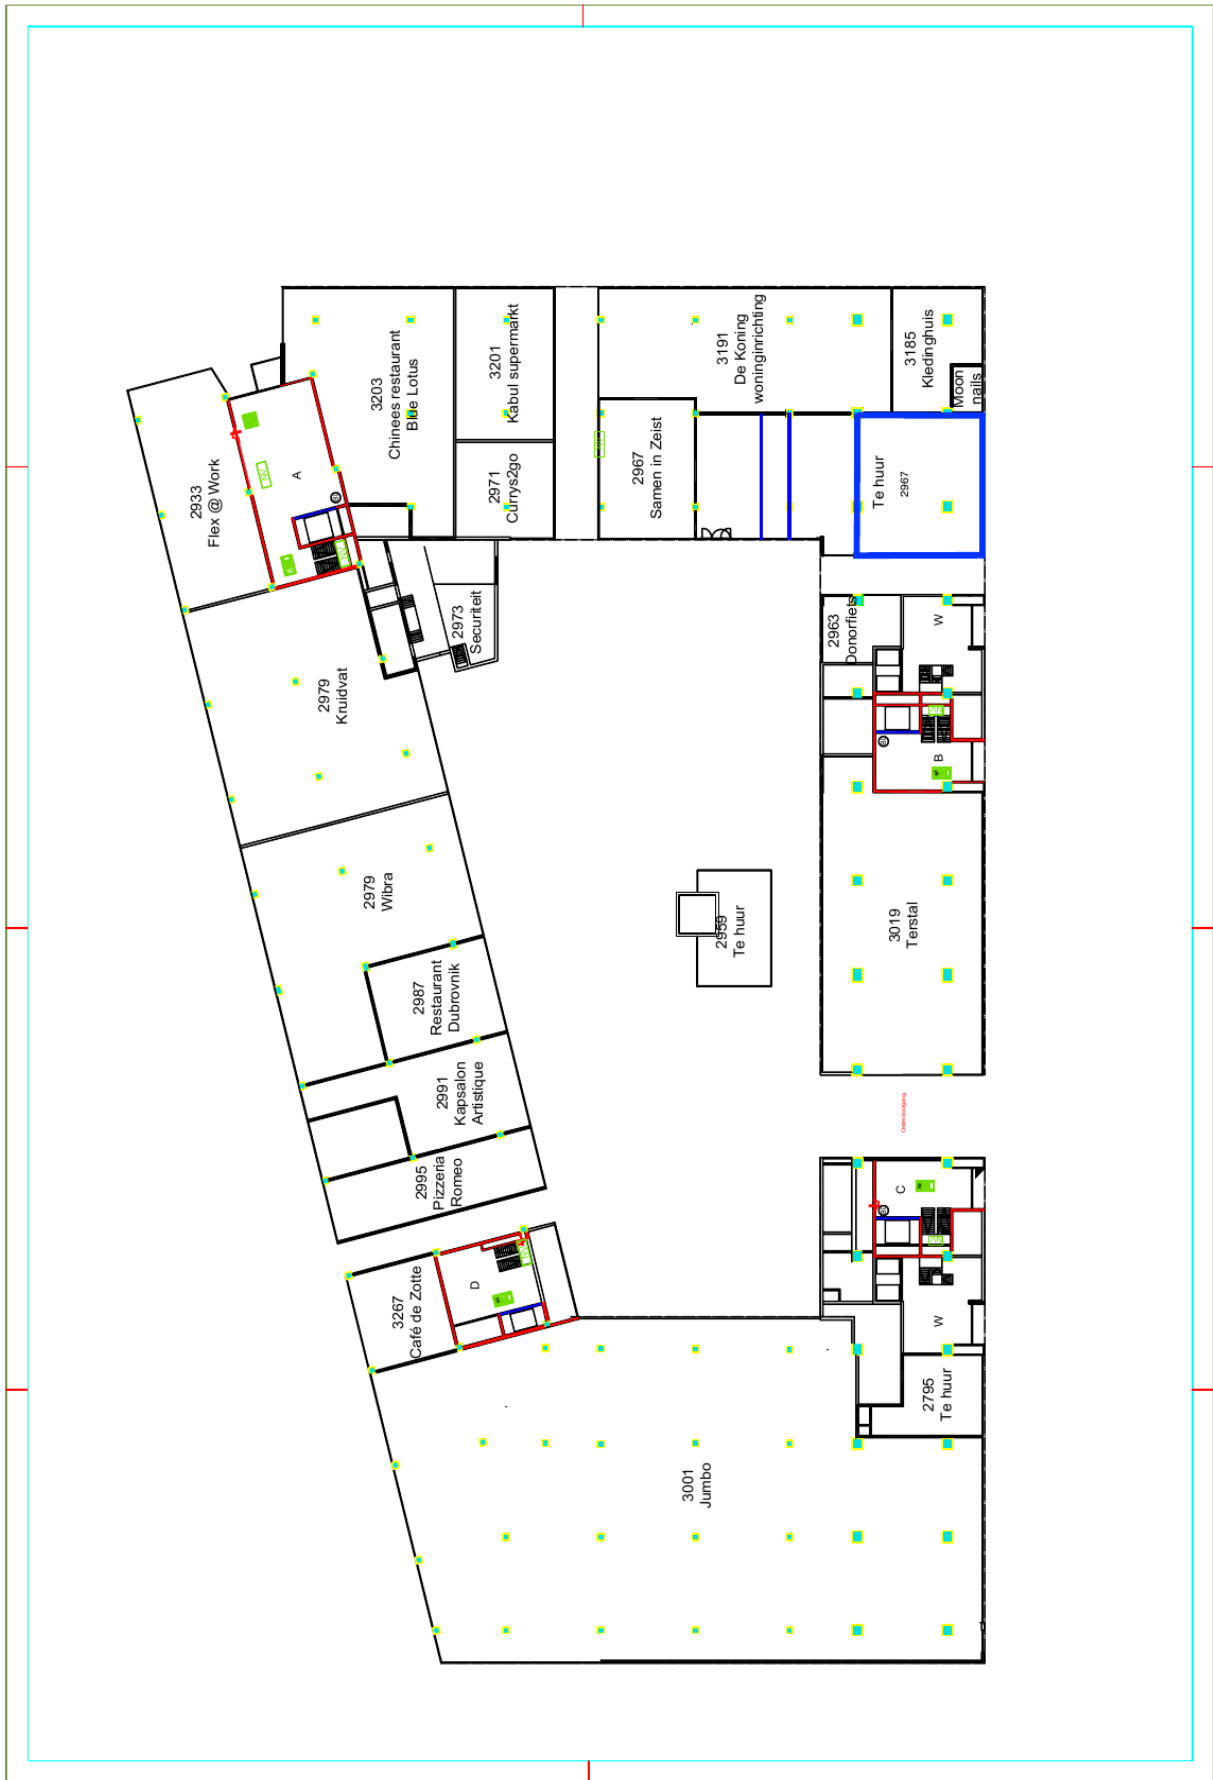 2933
Flex @ Work
A
3203
Chinees restaurant
Blue Lotus
3201
Kabul supermarkt
2971
Currys2go
3191
De Koning
woninginrichting
3185
Kledinghuis
Moon
nails
2967
Samen in Zeist
Te huur
2967
2973
Securiteit
2979
Kruidvat
2963
Donorfiets
W
B
2979
Wibra
2959
Te huur
3019
Terstal
2987
Restaurant
Dubrovnik
2991
Kapsalon
Artistique
2995
Pizzeria
Romeo
Onderdoorgang
C
3267
Café de Zotte
D
W
2795
Te huur
3001
Jumbo